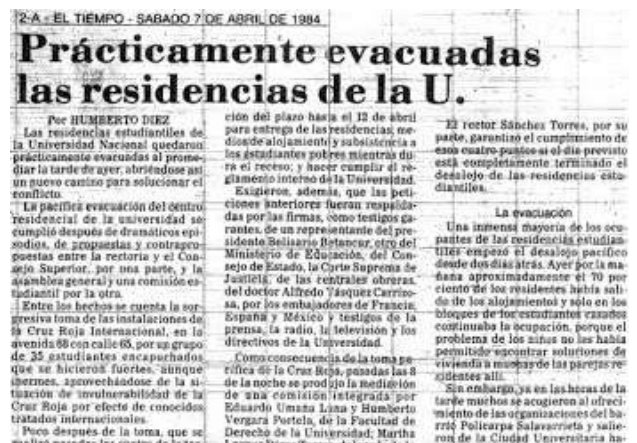 2-A - EL TIEMPO - SABADO 7 DE ABRIL DE 1984
Prácticamente evacuadas
las residencias de la U.
Por HUMBERTO DIEZ
Las residencias estudiantiles de
la Universidad Nacional quedaron
prácticamente evacuadas al prome-
diar la tarde de ayer, abriéndose así
un nuevo camino para solucionar el
conflicto.
La pacífica evacuación del centro
residencial de la universidad se
cumplió después de dramáticos epi-
sodios, de propuestas y contrapro-
puestas entre la rectoría y el Con-
sejo Superior, por una parte, y la
asamblea general y una comisión es-
tudiantil por la otra.
Entre los hechos se cuenta la sor-
presiva toma de las instalaciones de
la Cruz Roja Internacional, en la
avenida 68 con calle 65, por un grupo
de 35 estudiantes encapuchados
que se hicieron fuertes, aunque
inermes, aprovechándose de la si-
tuación de invulnerabilidad de la
Cruz Roja por efecto de conocidos
tratados internacionales.
Poco después de la toma, que se
ción del plazo hasta el 12 de abril
para entrega de las residencias; me-
dios de alojamiento y subsistencia a
los estudiantes pobres mientras du-
ra el receso; y hacer cumplir el re-
glamento interno de la Universidad.
Exigieron, además, que las peti-
ciones anteriores fueran respalda-
das por las firmas, como testigos ga-
rantes, de un representante del pre-
sidente Belisario Betancur, otro del
Ministerio de Educación, del Con-
sejo de Estado, la Corte Suprema de
Justicia, de las centrales obreras,
del doctor Alfredo Vásquez Carrizo-
sa, por los embajadores de Francia,
España y México y testigos de la
prensa, la radio, la televisión y los
directivos de la Universidad.
Como consecuencia de la toma pa-
cífica de la Cruz Roja, pasadas las 8
de la noche se produjo la mediación
de una comisión integrada por
Eduardo Umaña Luna y Humberto
Vergara Portela, de la Facultad de
Derecho de la Universidad; Martha
El rector Sánchez Torres, por su
parte, garantizó el cumplimiento de
esos cuatro puntos si el día previsto
está completamente terminado el
desalojo de las residencias estu-
diantiles.
La evacuación
Una inmensa mayoría de los ocu-
pantes de las residencias estudian-
tiles empezó el desalojo pacífico
desde dos días atrás. Ayer por la ma-
ñana aproximadamente el 70 por
ciento de los residentes había sali-
do de los alojamientos y sólo en los
bloques de los estudiantes casados
continuaba la ocupación, porque el
problema de los niños no les había
permitido encontrar soluciones de
vivienda a muchas de las parejas re-
sidentes allí.
Sin embargo, ya en las horas de la
tarde muchos se acogieron al ofreci-
miento de las organizaciones del ba-
rrio Policarpa Salavarrieta y salie-
ron de la Ciudad Universitaria ha-